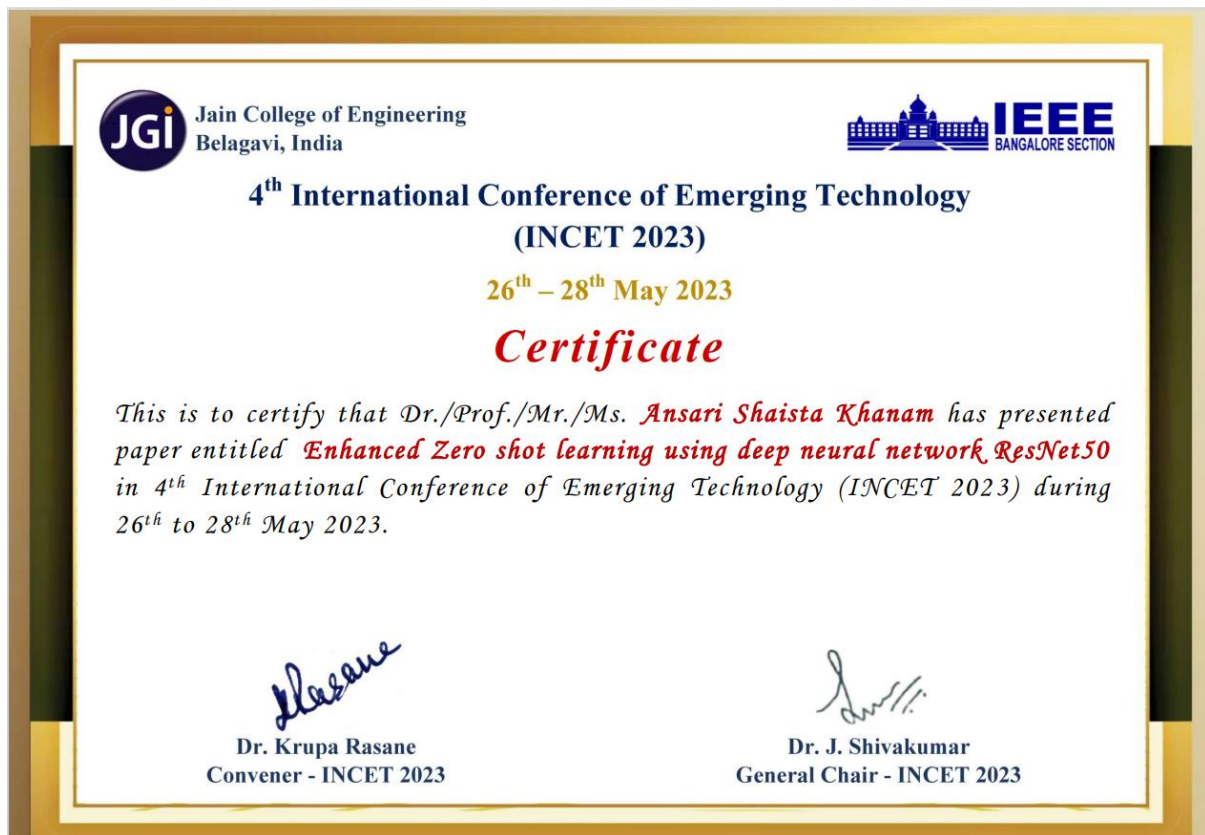 JGi
Jain College of Engineering
Belagavi, India
IEEE
BANGALORE SECTION
4th International Conference of Emerging Technology
(INCET 2023)
26th – 28th May 2023
Certificate
This is to certify that Dr./Prof./Mr./Ms. Ansari Shaista Khanam has presented
paper entitled Enhanced Zero shot learning using deep neural network ResNet50
in 4th International Conference of Emerging Technology (INCET 2023) during
26th to 28th May 2023.
Dr. Krupa Rasane
Convener - INCET 2023
Dr. J. Shivakumar
General Chair - INCET 2023